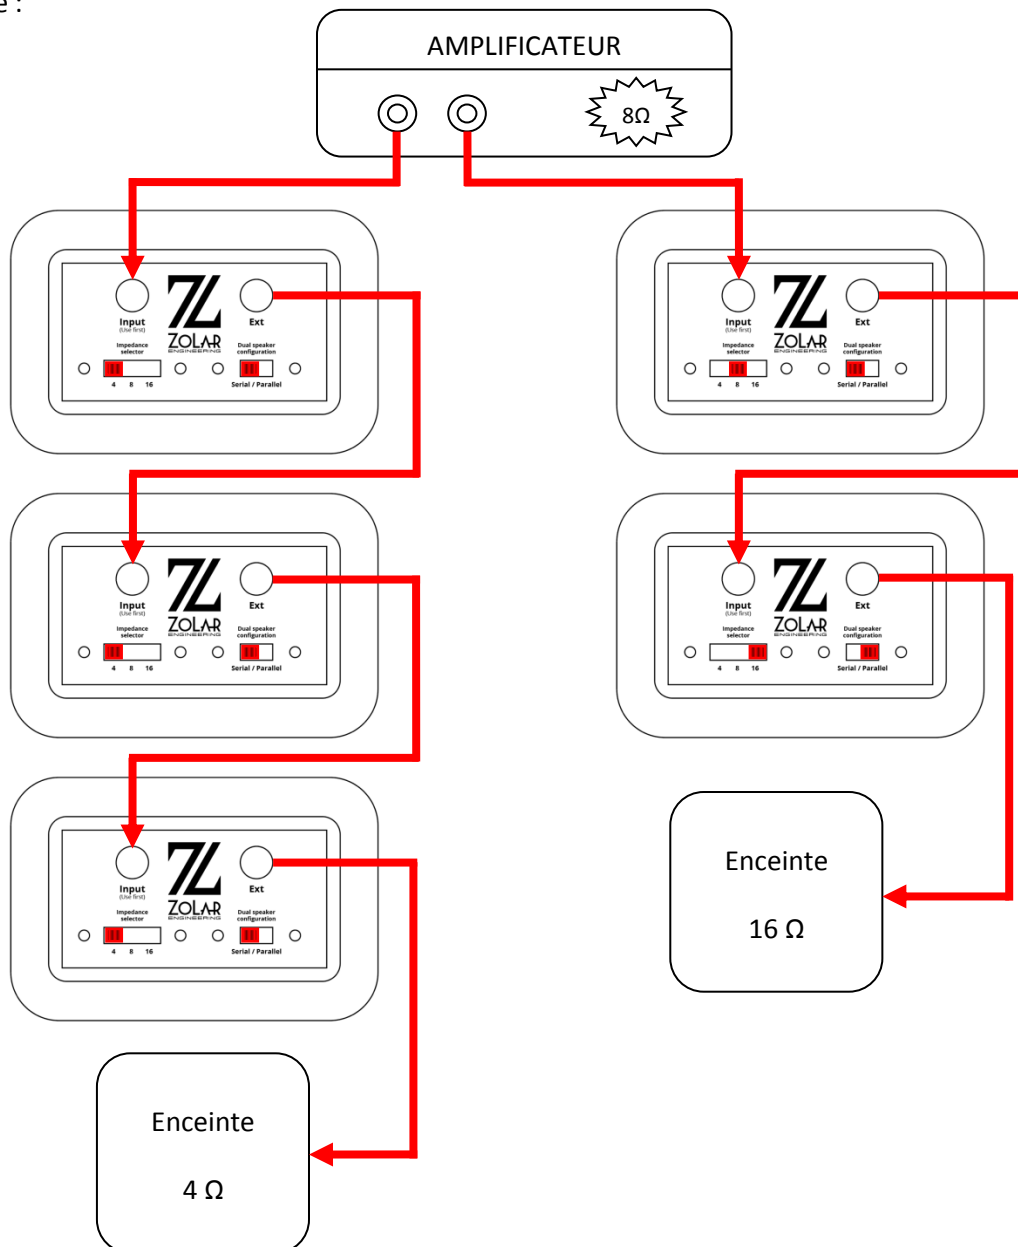 e :
AMPLIFICATEUR
8Ω
Input
(Use first)
Ext
ZOLAR
ENGINEERING
Impedance
selector
Dual speaker
configuration
4 8 16
Serial / Parallel
Input
(Use first)
Ext
ZOLAR
ENGINEERING
Impedance
selector
Dual speaker
configuration
4 8 16
Serial / Parallel
Input
(Use first)
Ext
ZOLAR
ENGINEERING
Impedance
selector
Dual speaker
configuration
4 8 16
Serial / Parallel
Input
(Use first)
Ext
ZOLAR
ENGINEERING
Impedance
selector
Dual speaker
configuration
4 8 16
Serial / Parallel
Input
(Use first)
Ext
ZOLAR
ENGINEERING
Impedance
selector
Dual speaker
configuration
4 8 16
Serial / Parallel
Enceinte
16 Ω
Enceinte
4 Ω